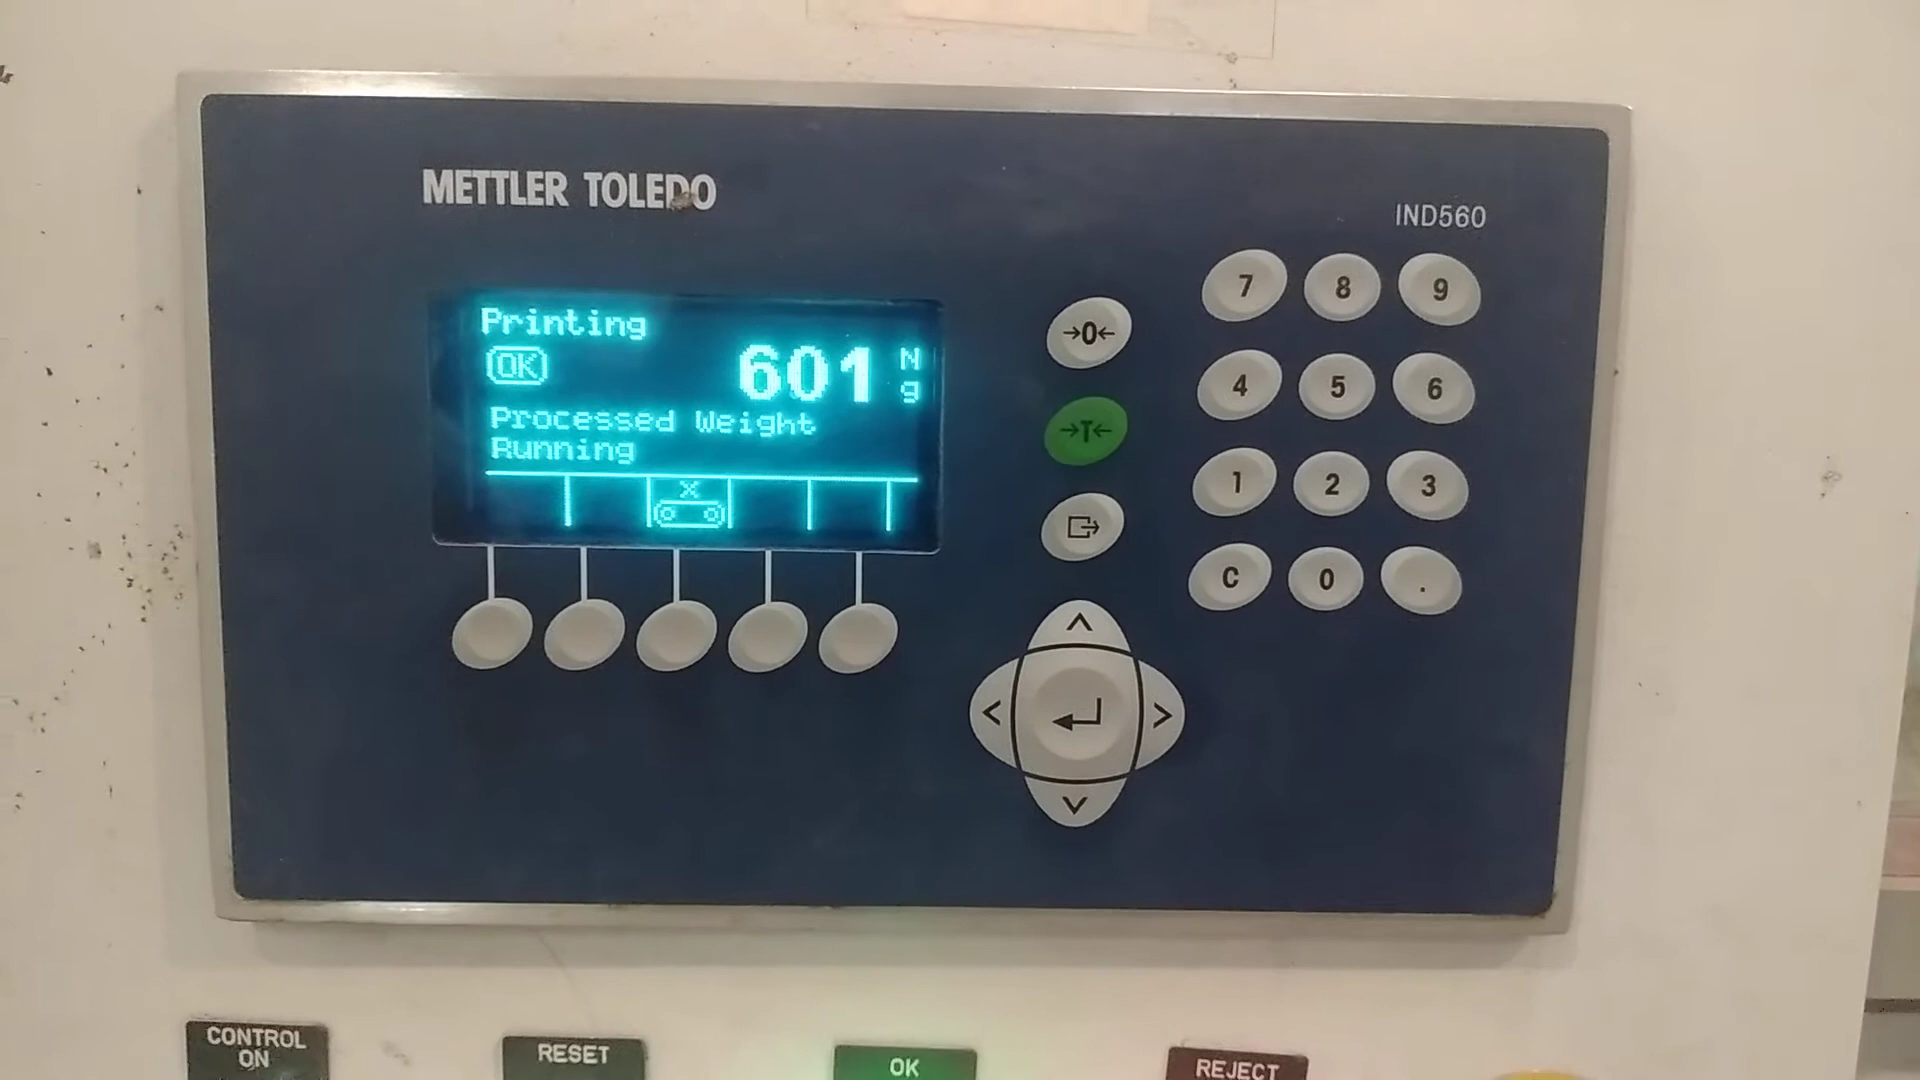 METTLER TOLEDO
IND560
Printing
OK
601 N
g
Processed Weight
Running
X
→0←
→T←
7 8 9
4 5 6
1 2 3
C 0 .
CONTROL
ON
RESET
OK
REJECT